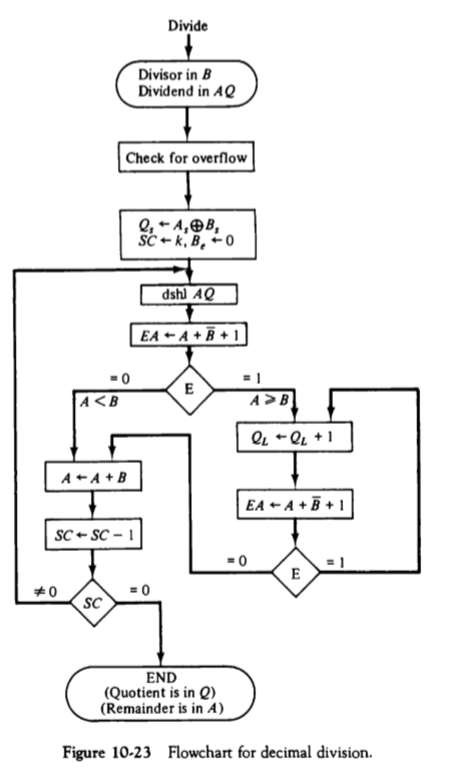 Divide
Divisor in B
Dividend in AQ
Check for overflow
Qₛ ← Aₛ ⊕ Bₛ
SC ← k, Bₑ ← 0
dshl AQ
EA ← A + B̅ + 1
= 0
E
= 1
A < B
A ⩾ B
Q_L ← Q_L + 1
A ← A + B
EA ← A + B̅ + 1
SC ← SC − 1
= 0
E
= 1
≠ 0
SC
= 0
END
(Quotient is in Q)
(Remainder is in A)
Figure 10-23 Flowchart for decimal division.